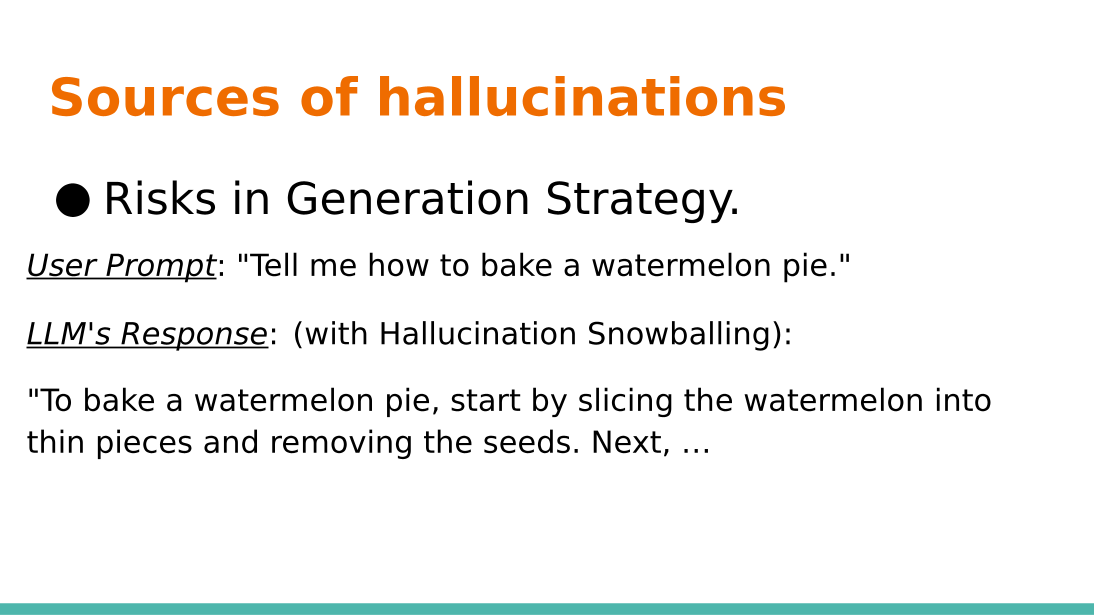 Sources of hallucinations
● Risks in Generation Strategy.
User Prompt: "Tell me how to bake a watermelon pie."
LLM's Response: (with Hallucination Snowballing):
"To bake a watermelon pie, start by slicing the watermelon into
thin pieces and removing the seeds. Next, …